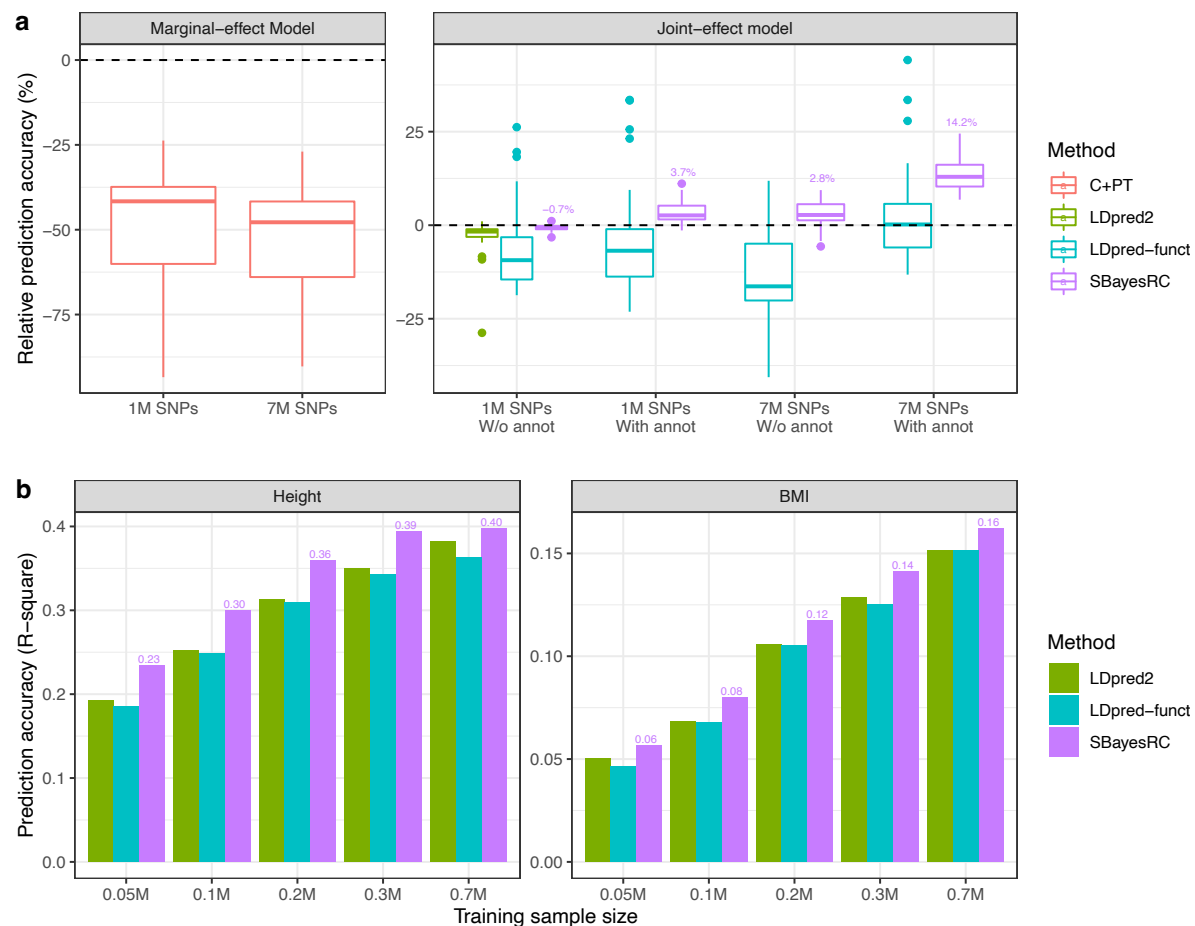 a
Marginal−effect Model
Joint−effect model
Relative prediction accuracy (%)
0
−25
−50
−75
25
0
−25
−0.7%
3.7%
2.8%
14.2%
1M SNPs
7M SNPs
1M SNPs
W/o annot
1M SNPs
With annot
7M SNPs
W/o annot
7M SNPs
With annot
Method
a C+PT
a LDpred2
a LDpred−funct
a SBayesRC
b
Height
BMI
Prediction accuracy (R−square)
0.4
0.3
0.2
0.1
0.0
0.23
0.30
0.36
0.39
0.40
0.15
0.10
0.05
0.00
0.06
0.08
0.12
0.14
0.16
0.05M 0.1M 0.2M 0.3M 0.7M
0.05M 0.1M 0.2M 0.3M 0.7M
Training sample size
Method
LDpred2
LDpred−funct
SBayesRC